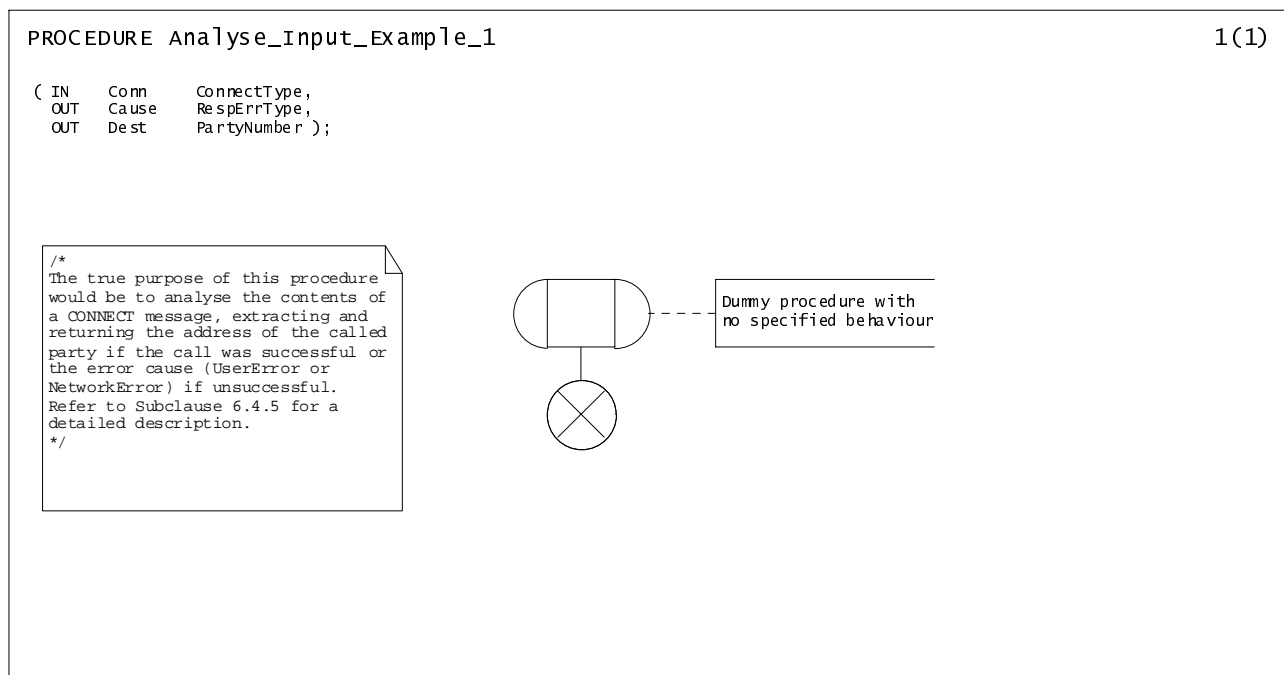 PROCEDURE Analyse_Input_Example_1
1(1)
( IN Conn ConnectType,
OUT Cause RespErrType,
OUT Dest PartyNumber );
/*
The true purpose of this procedure
would be to analyse the contents of
a CONNECT message, extracting and
returning the address of the called
party if the call was successful or
the error cause (UserError or
NetworkError) if unsuccessful.
Refer to Subclause 6.4.5 for a
detailed description.
*/
Dummy procedure with
no specified behaviour